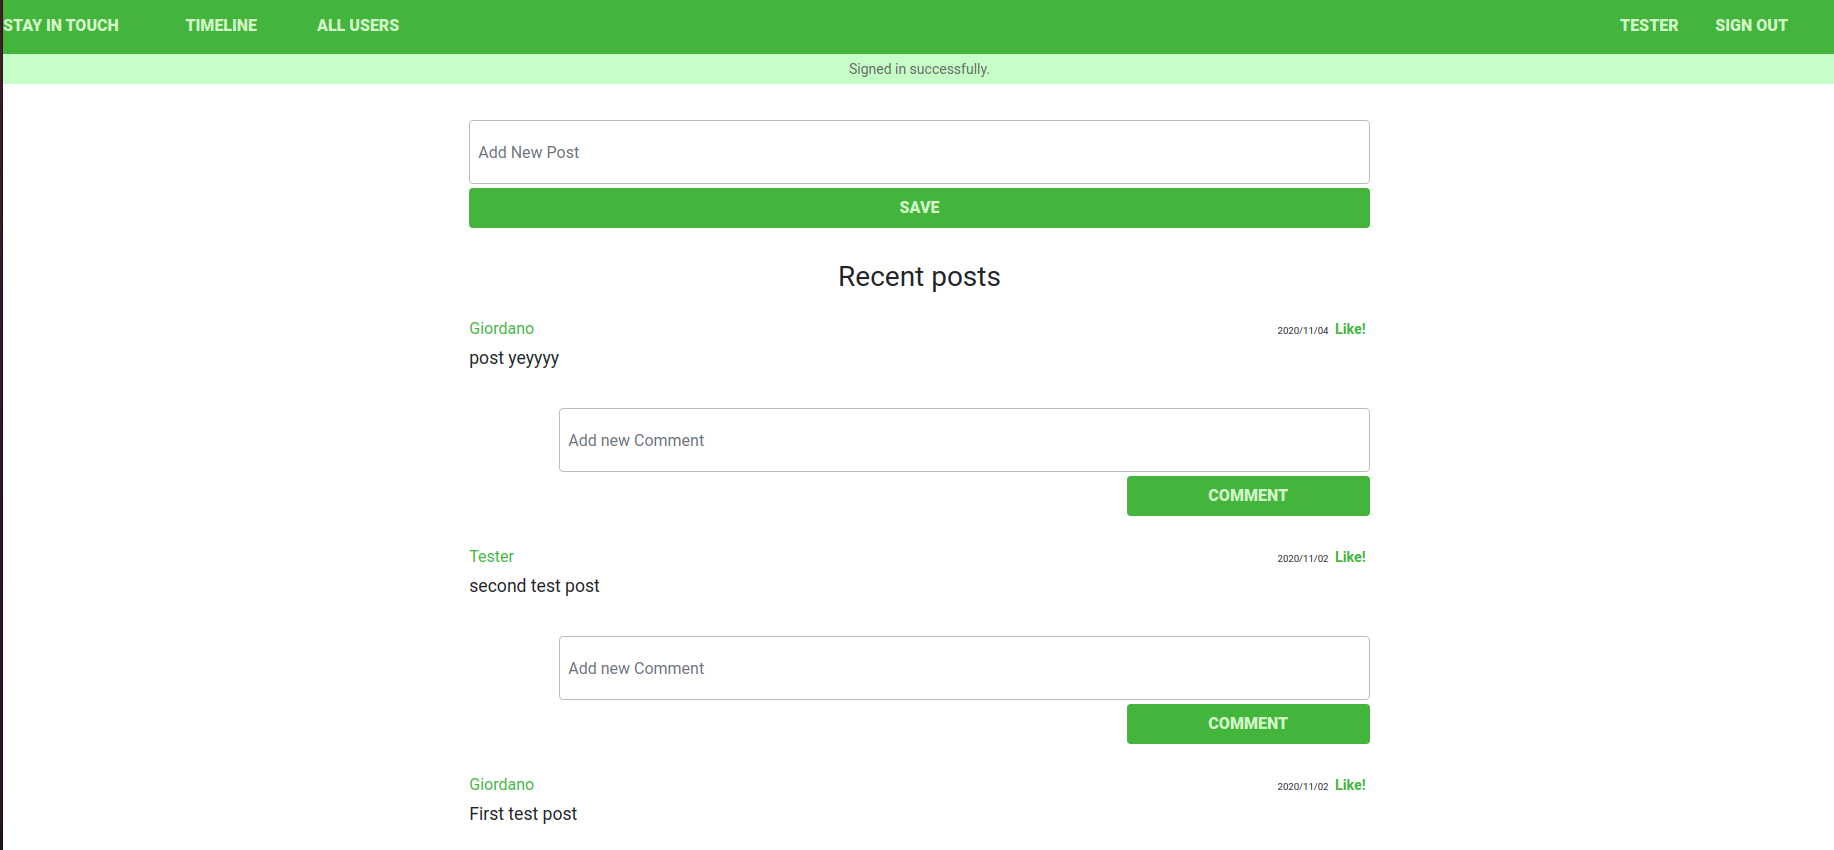 STAY IN TOUCH TIMELINE ALL USERS TESTER SIGN OUT
Signed in successfully.
Add New Post
SAVE
Recent posts
Giordano 2020/11/04 Like!
post yeyyyy
Add new Comment
COMMENT
Tester 2020/11/02 Like!
second test post
Add new Comment
COMMENT
Giordano 2020/11/02 Like!
First test post